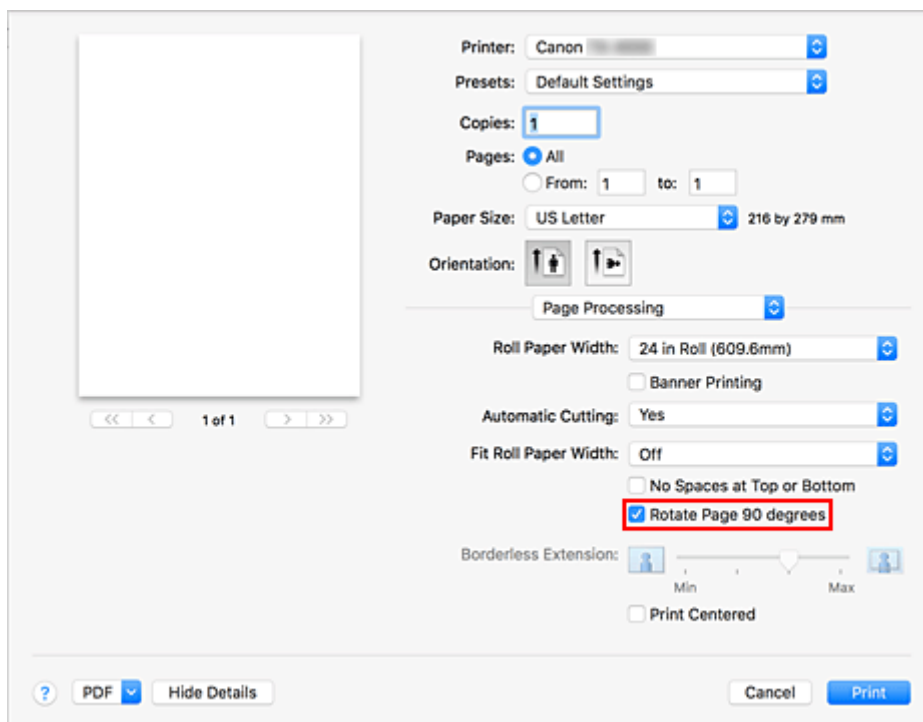 Printer: Canon
Presets: Default Settings
Copies: 1
Pages: All
From: 1 to: 1
Paper Size: US Letter 216 by 279 mm
Orientation:
Page Processing
Roll Paper Width: 24 in Roll (609.6mm)
Banner Printing
<< < 1 of 1 > >>
Automatic Cutting: Yes
Fit Roll Paper Width: Off
No Spaces at Top or Bottom
Rotate Page 90 degrees
Borderless Extension:
Min Max
Print Centered
? PDF Hide Details Cancel Print